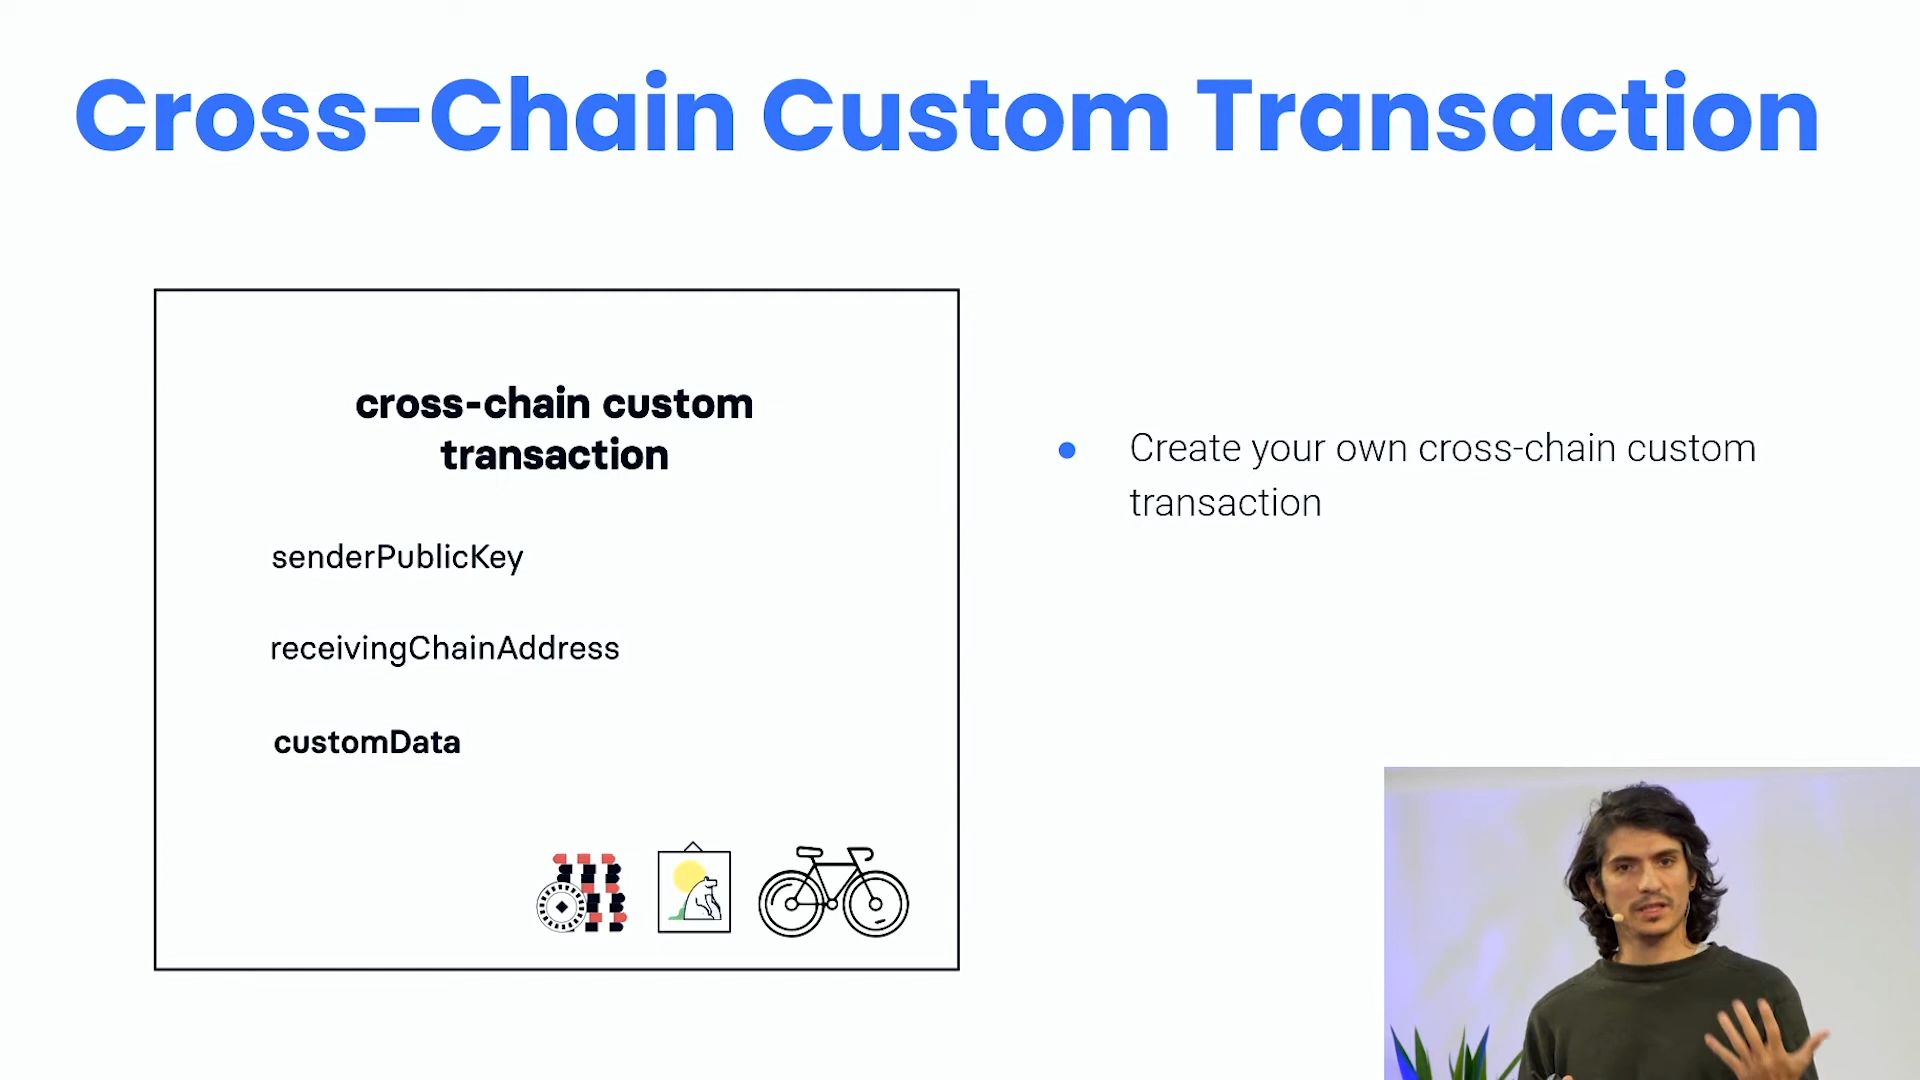 Cross-Chain Custom Transaction
cross-chain custom
transaction
senderPublicKey
receivingChainAddress
customData
Create your own cross-chain custom
transaction